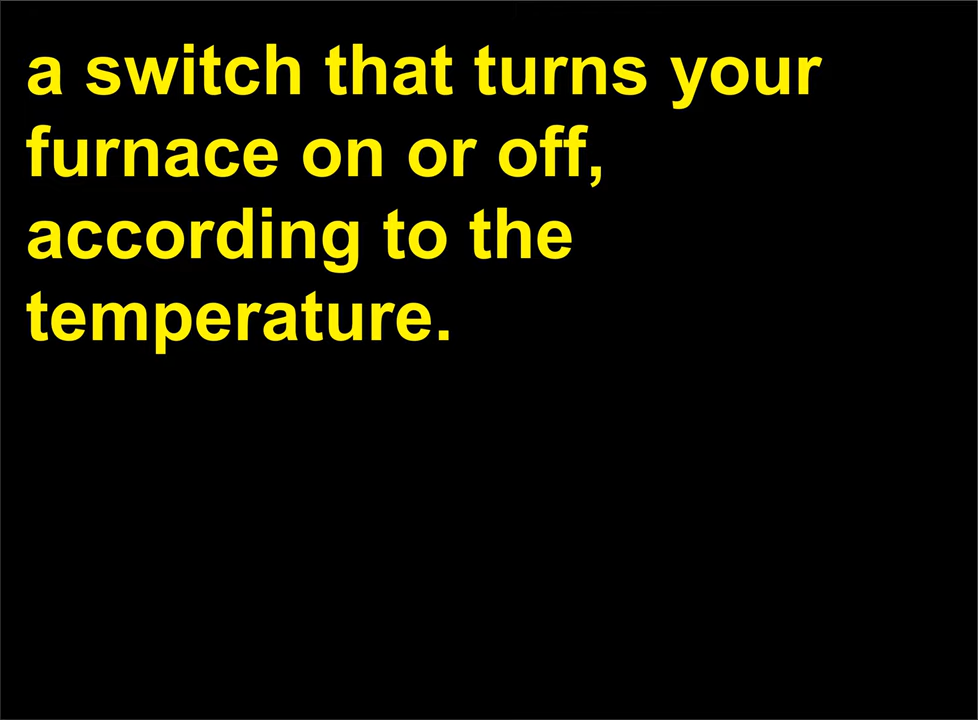 a switch that turns your
furnace on or off,
according to the
temperature.